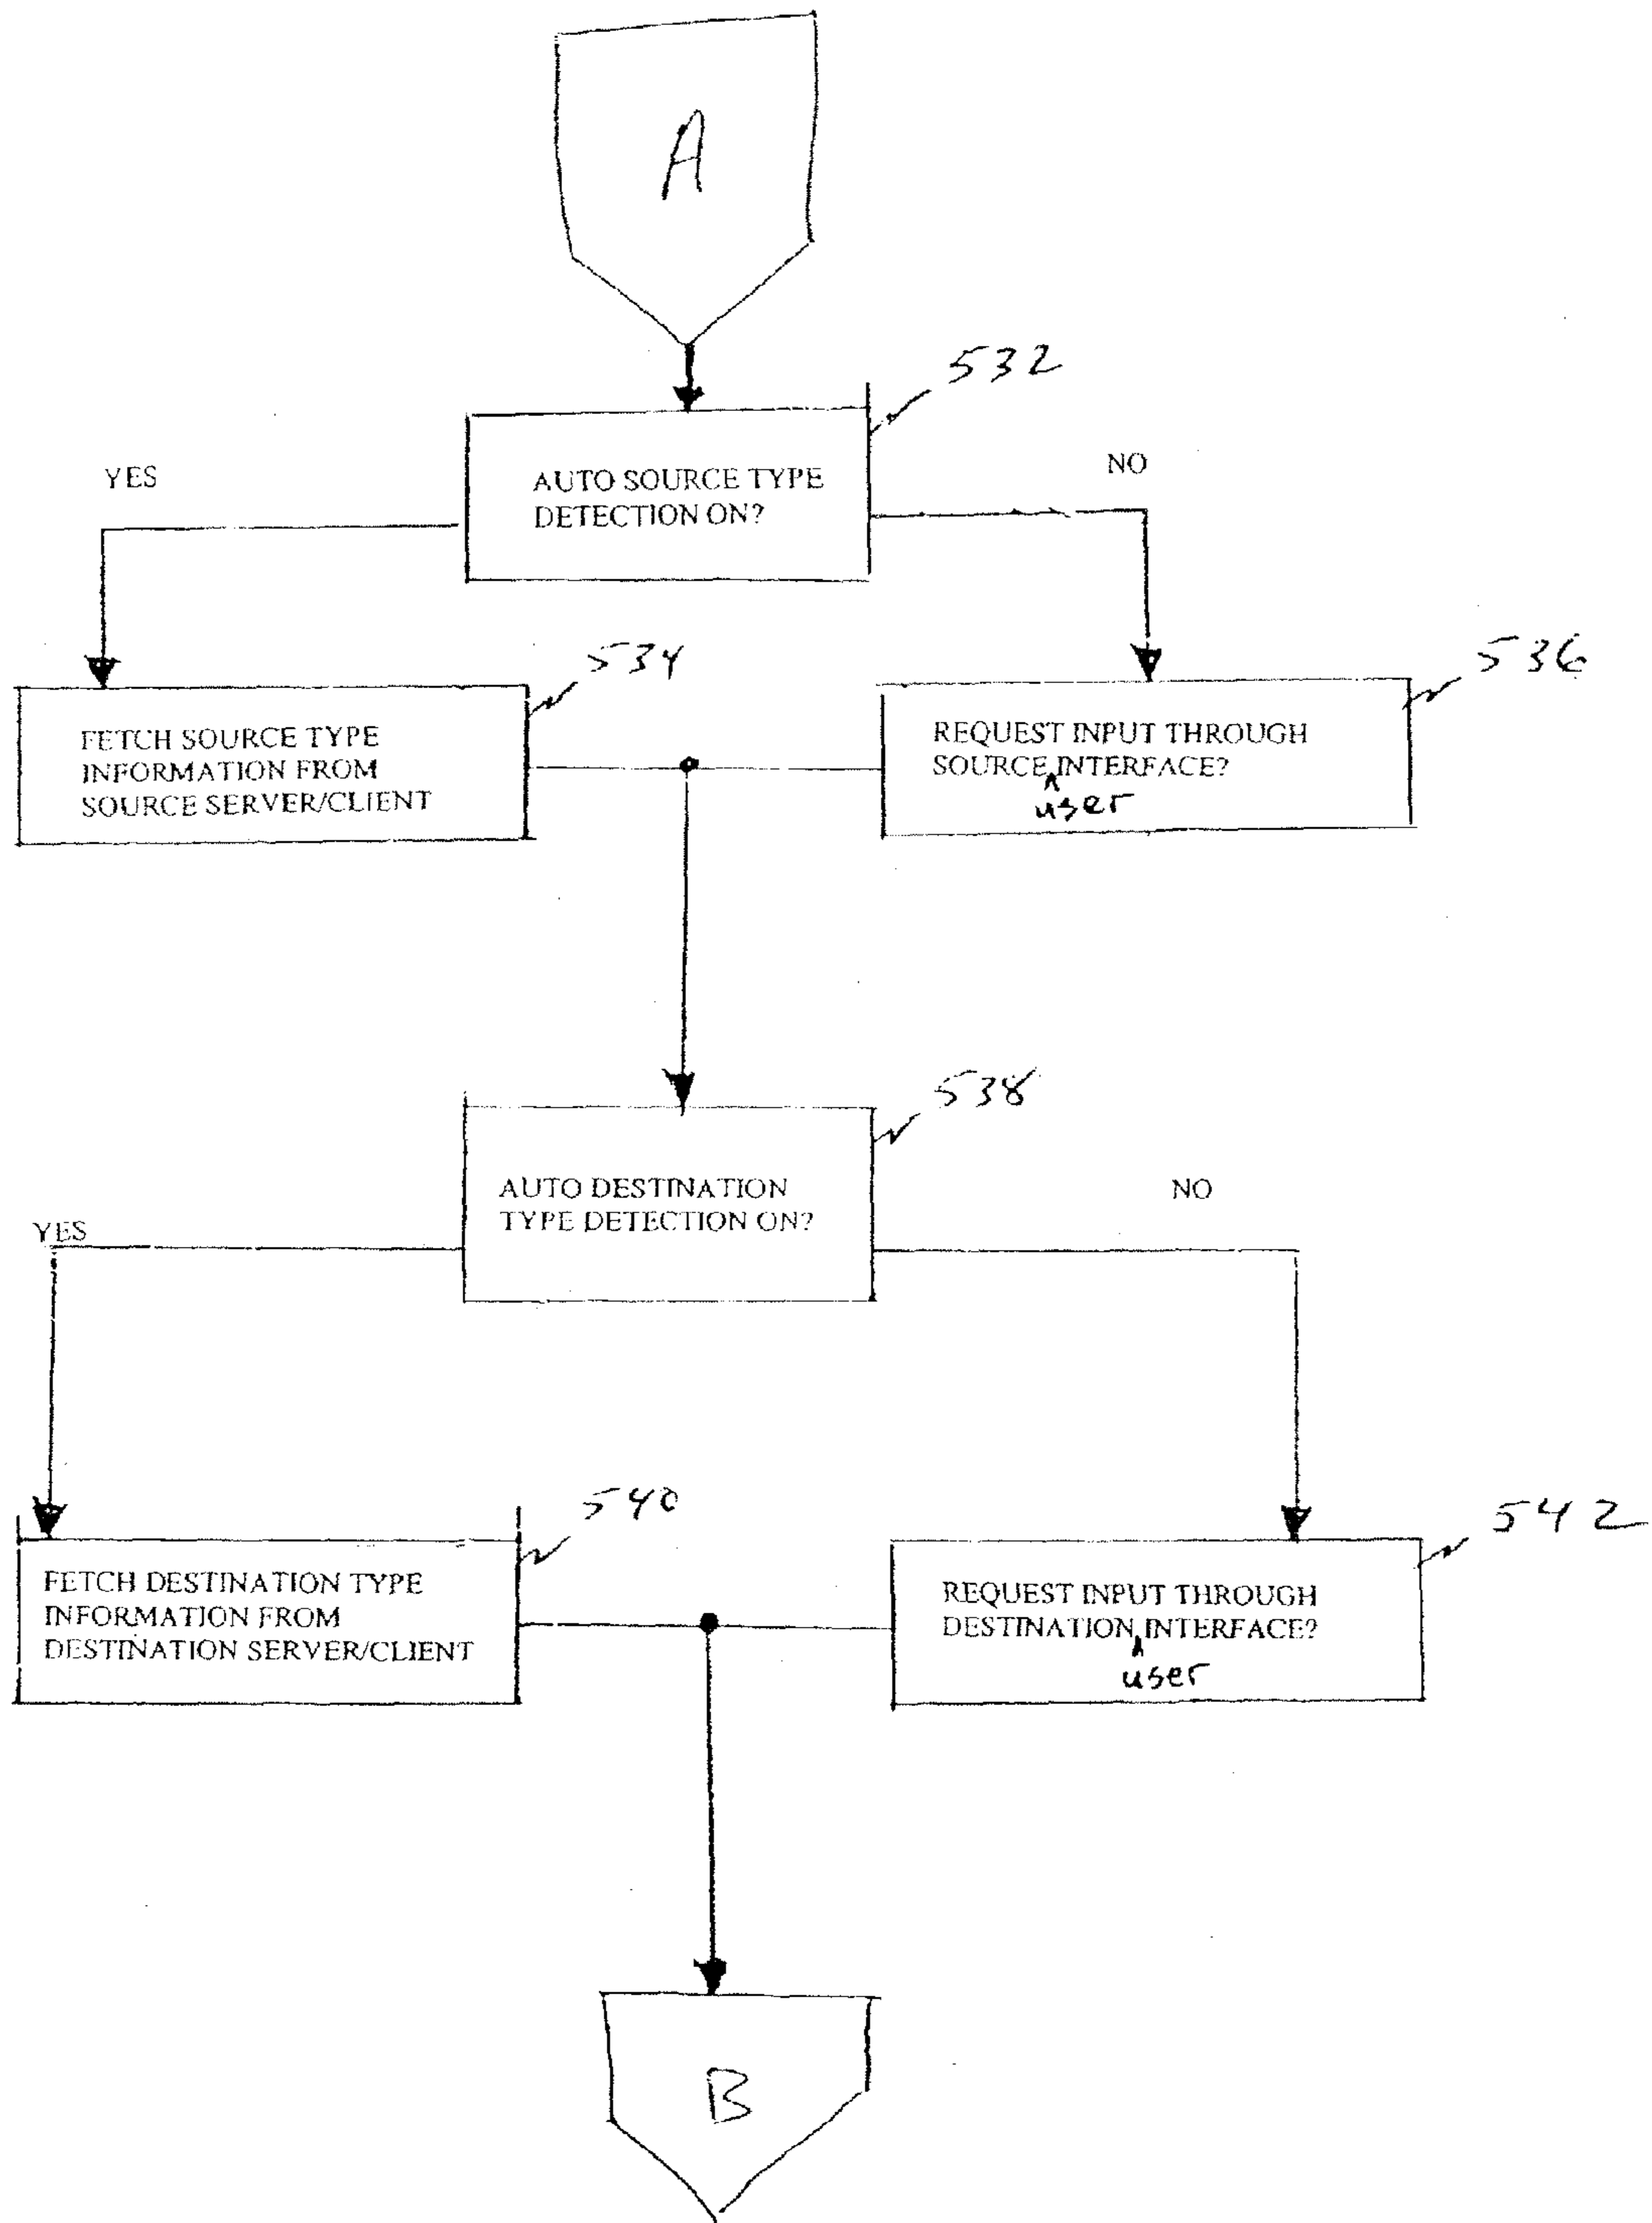 A
532
YES
NO
AUTO SOURCE TYPE
DETECTION ON?
534
536
FETCH SOURCE TYPE
INFORMATION FROM
SOURCE SERVER/CLIENT
REQUEST INPUT THROUGH
SOURCE INTERFACE?
user
538
AUTO DESTINATION
TYPE DETECTION ON?
YES
NO
540
542
FETCH DESTINATION TYPE
INFORMATION FROM
DESTINATION SERVER/CLIENT
REQUEST INPUT THROUGH
DESTINATION INTERFACE?
user
B